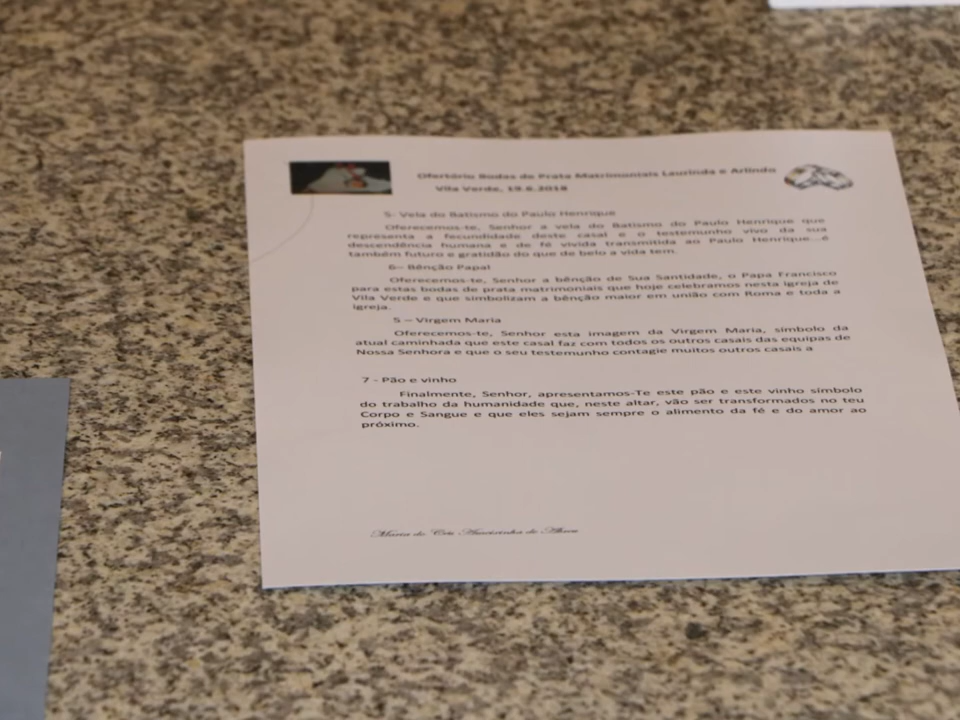 Ofertório Bodas de Prata Matrimoniais Laurinda e Arlindo
Vila Verde, 19.6.2018
5- Vela do Batismo do Paulo Henrique
Oferecemos-te, Senhor a vela do Batismo do Paulo Henrique que
representa a fecundidade deste casal e o testemunho vivo da sua
descendência humana e de fé vivida transmitida ao Paulo Henrique...é
também futuro e gratidão do que de belo a vida tem.
6– Bênção Papal
Oferecemos-te, Senhor a bênção de Sua Santidade, o Papa Francisco
para estas bodas de prata matrimoniais que hoje celebramos nesta igreja de
Vila Verde e que simbolizam a bênção maior em união com Roma e toda a
igreja.
5 – Virgem Maria
Oferecemos-te, Senhor esta imagem da Virgem Maria, símbolo da
atual caminhada que este casal faz com todos os outros casais das equipas de
Nossa Senhora e que o seu testemunho contagie muitos outros casais a
7 - Pão e vinho
Finalmente, Senhor, apresentamos-Te este pão e este vinho símbolo
do trabalho da humanidade que, neste altar, vão ser transformados no teu
Corpo e Sangue e que eles sejam sempre o alimento da fé e do amor ao
próximo.